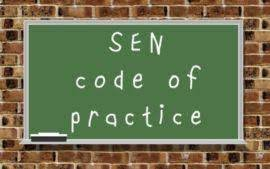 SEN
code of
practice